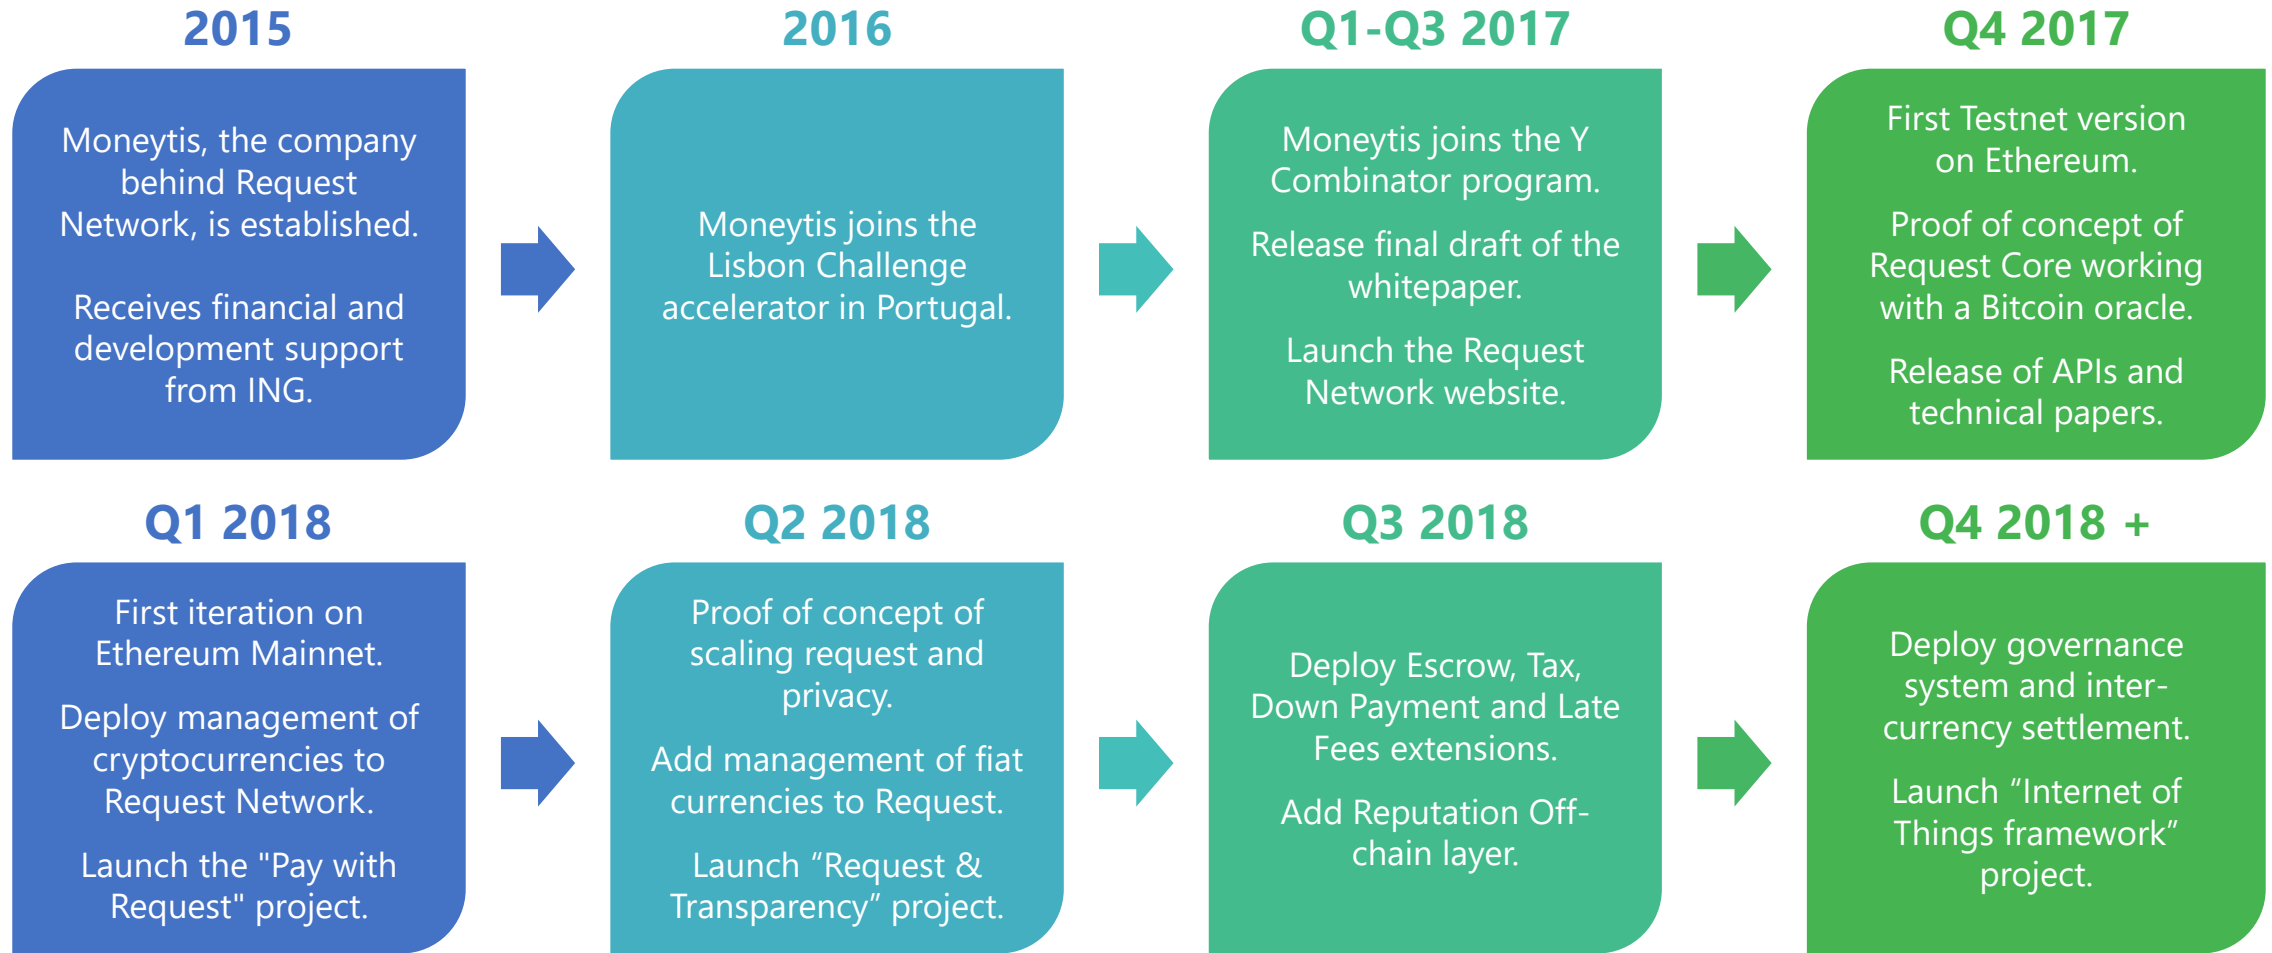 2015
Moneytis, the company
behind Request
Network, is established.
Receives financial and
development support
from ING.
2016
Moneytis joins the
Lisbon Challenge
accelerator in Portugal.
Q1-Q3 2017
Moneytis joins the Y
Combinator program.
Release final draft of the
whitepaper.
Launch the Request
Network website.
Q4 2017
First Testnet version
on Ethereum.
Proof of concept of
Request Core working
with a Bitcoin oracle.
Release of APIs and
technical papers.
Q1 2018
First iteration on
Ethereum Mainnet.
Deploy management of
cryptocurrencies to
Request Network.
Launch the "Pay with
Request" project.
Q2 2018
Proof of concept of
scaling request and
privacy.
Add management of fiat
currencies to Request.
Launch “Request &
Transparency” project.
Q3 2018
Deploy Escrow, Tax,
Down Payment and Late
Fees extensions.
Add Reputation Off-
chain layer.
Q4 2018 +
Deploy governance
system and inter-
currency settlement.
Launch “Internet of
Things framework”
project.